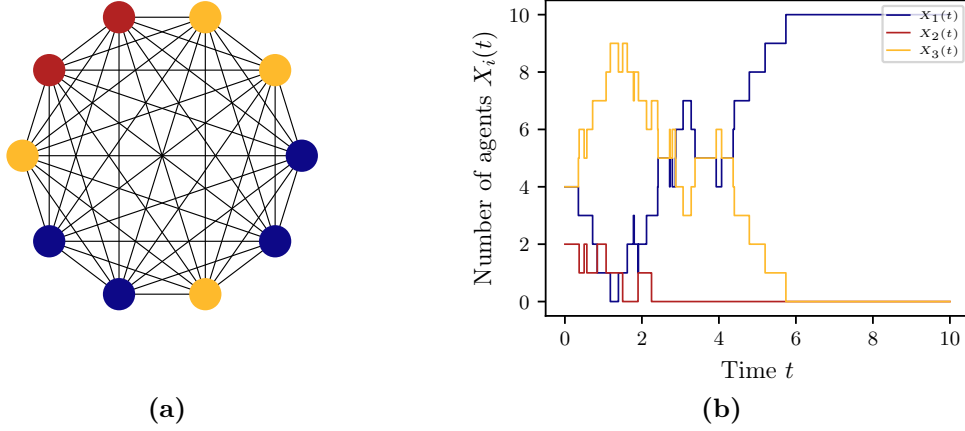 Number of agents X_i(t)
10
8
6
4
2
0
X_1(t)
X_2(t)
X_3(t)
0 2 4 6 8 10
Time t
(a) (b)